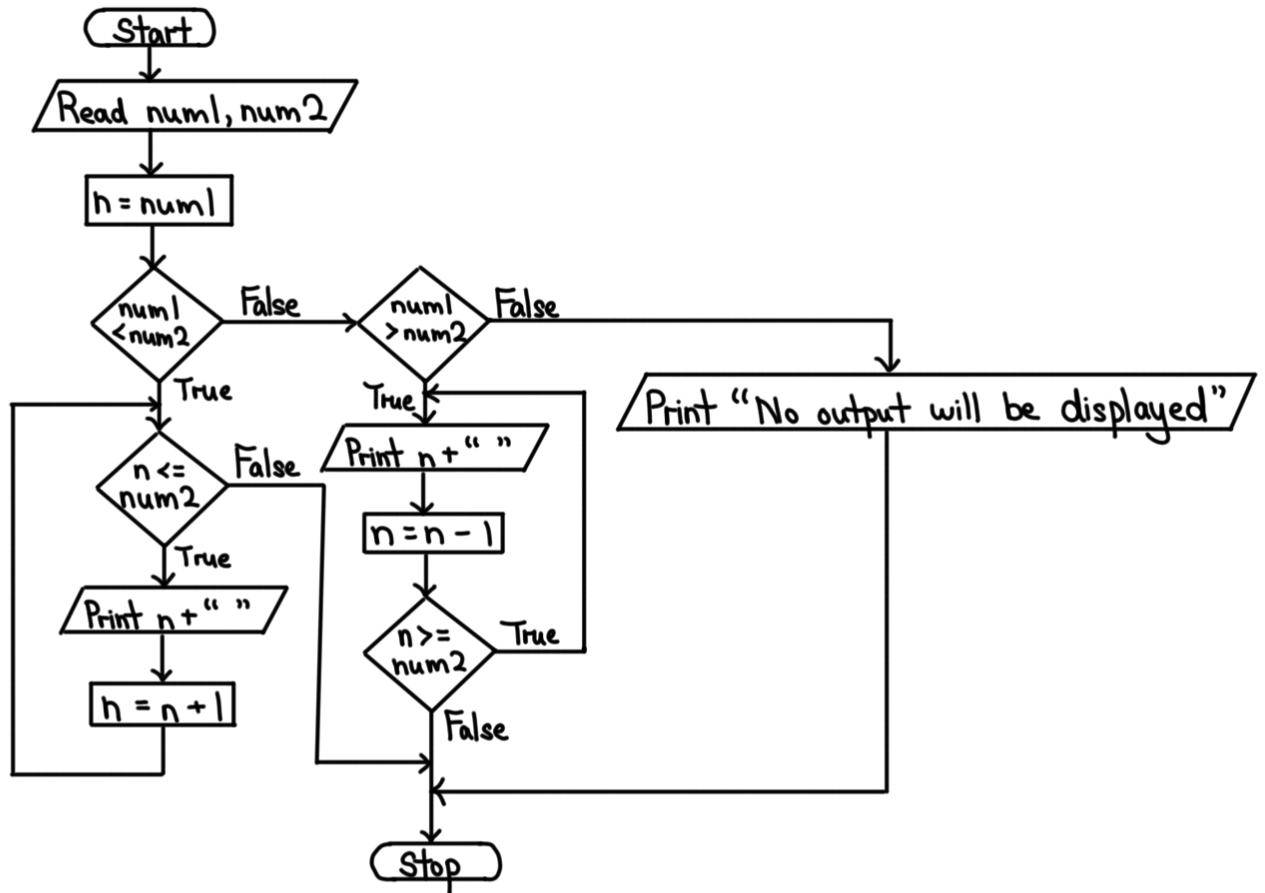 Start
Read num1, num2
n = num1
num1
< num2
False
num1
> num2
False
True
True
Print "No output will be displayed"
n <=
num2
False
Print n + " "
n = n - 1
True
Print n + " "
n >=
num2
True
n = n + 1
False
Stop